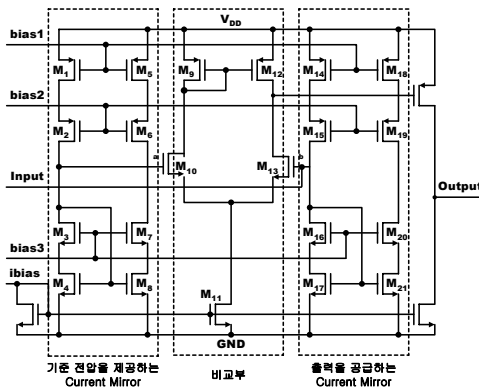 VDD
bias1
M1 M5 M9 M12 M14 M18
bias2
M2 M6 M15 M19
a M10 M13 b
Input
Output
M3 M7 M16 M20
bias3
ibias
M4 M8 M11 M17 M21
GND
기준 전압을 제공하는
Current Mirror
비교부
출력을 공급하는
Current Mirror